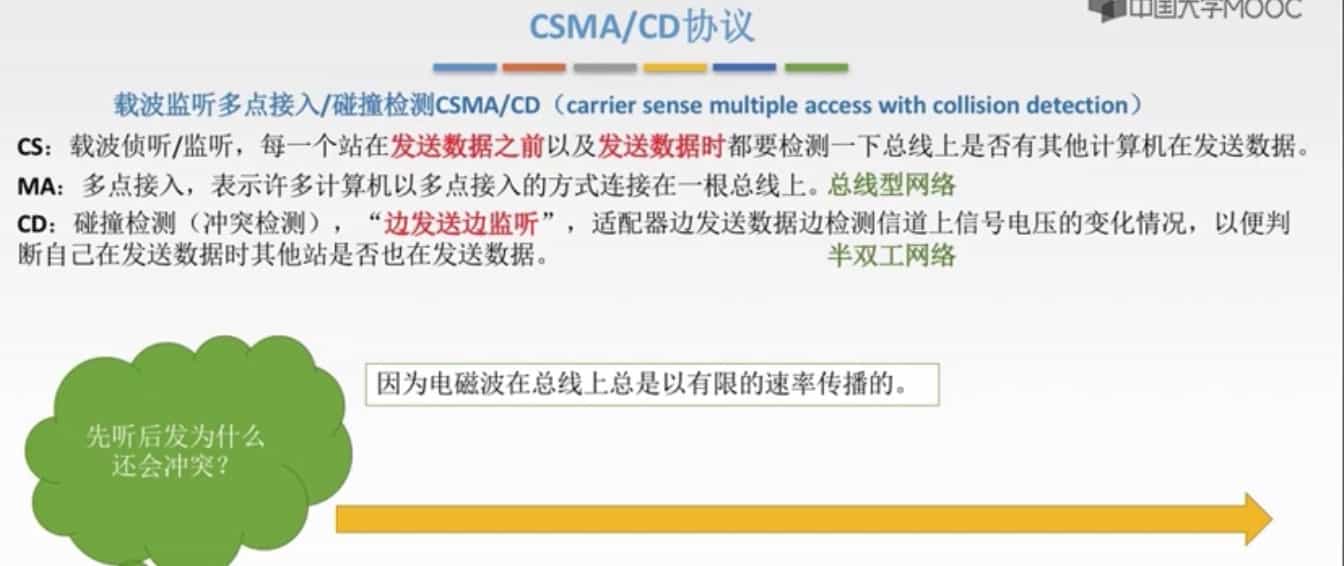 中国大学MOOC
CSMA/CD协议
载波监听多点接入/碰撞检测CSMA/CD（carrier sense multiple access with collision detection）
CS：载波侦听/监听，每一个站在发送数据之前以及发送数据时都要检测一下总线上是否有其他计算机在发送数据。
MA：多点接入，表示许多计算机以多点接入的方式连接在一根总线上。总线型网络
CD：碰撞检测（冲突检测），“边发送边监听”，适配器边发送数据边检测信道上信号电压的变化情况，以便判
断自己在发送数据时其他站是否也在发送数据。 半双工网络
因为电磁波在总线上总是以有限的速率传播的。
先听后发为什么
还会冲突？